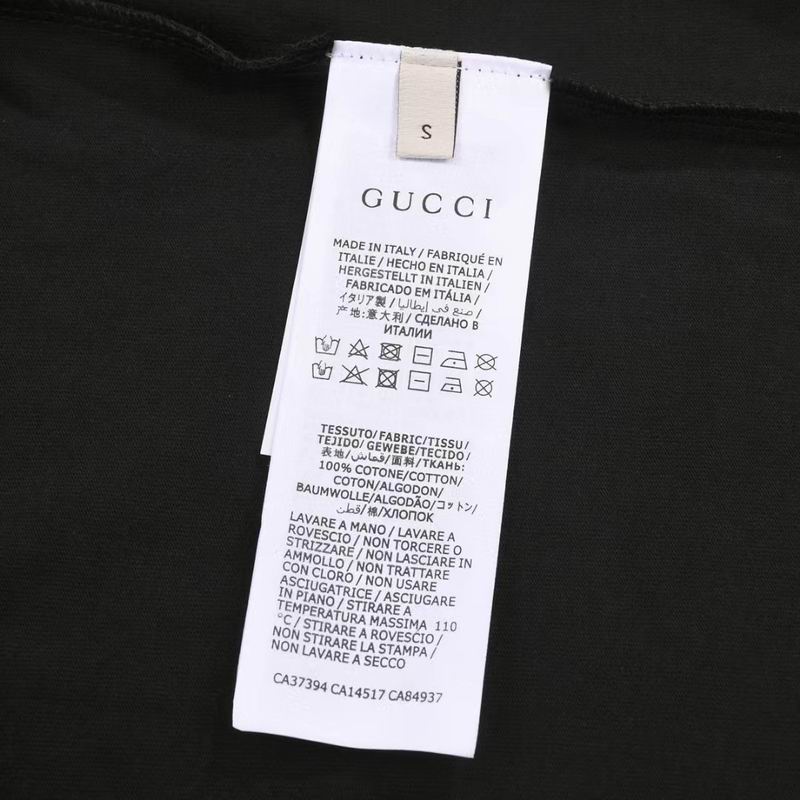 S
GUCCI
MADE IN ITALY / FABRIQUÉ EN
ITALIE / HECHO EN ITALIA /
HERGESTELLT IN ITALIEN /
FABRICADO EM ITÁLIA /
イタリア製 / صنع في إيطاليا /
产地:意大利 / СДЕЛАНО В
ИТАЛИИ
TESSUTO/ FABRIC/TISSU/
TEJIDO/ GEWEBE/TECIDO/
表地/ قماش/面料/ТКАНЬ:
100% COTONE/COTTON/
COTON/ALGODON/
BAUMWOLLE/ALGODÃO/コットン/
قطن/棉/ХЛОПОК
LAVARE A MANO / LAVARE A
ROVESCIO / NON TORCERE O
STRIZZARE / NON LASCIARE IN
AMMOLLO / NON TRATTARE
CON CLORO / NON USARE
ASCIUGATRICE / ASCIUGARE
IN PIANO / STIRARE A
TEMPERATURA MASSIMA 110
°C / STIRARE A ROVESCIO /
NON STIRARE LA STAMPA /
NON LAVARE A SECCO
CA37394 CA14517 CA84937